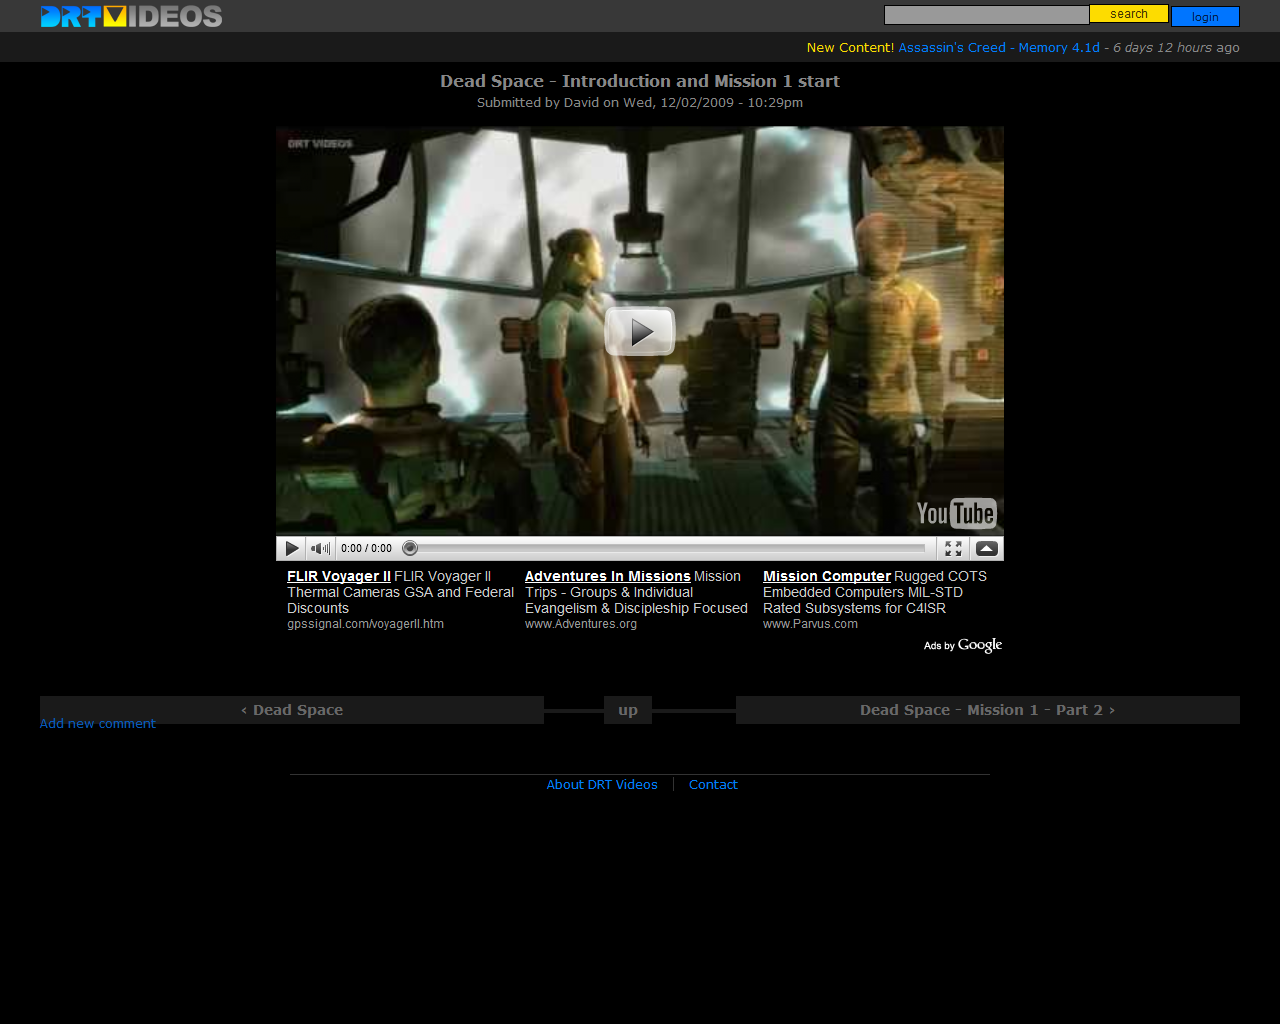 DRTVIDEOS
search
login
New Content! Assassin's Creed - Memory 4.1d - 6 days 12 hours ago
Dead Space - Introduction and Mission 1 start
Submitted by David on Wed, 12/02/2009 - 10:29pm
DRT VIDEOS
YouTube
0:00 / 0:00
FLIR Voyager II FLIR Voyager II
Thermal Cameras GSA and Federal
Discounts
gpssignal.com/voyagerII.htm
Adventures In Missions Mission
Trips - Groups & Individual
Evangelism & Discipleship Focused
www.Adventures.org
Mission Computer Rugged COTS
Embedded Computers MIL-STD
Rated Subsystems for C4ISR
www.Parvus.com
Ads by Google
‹ Dead Space
up
Dead Space - Mission 1 - Part 2 ›
Add new comment
About DRT Videos
Contact